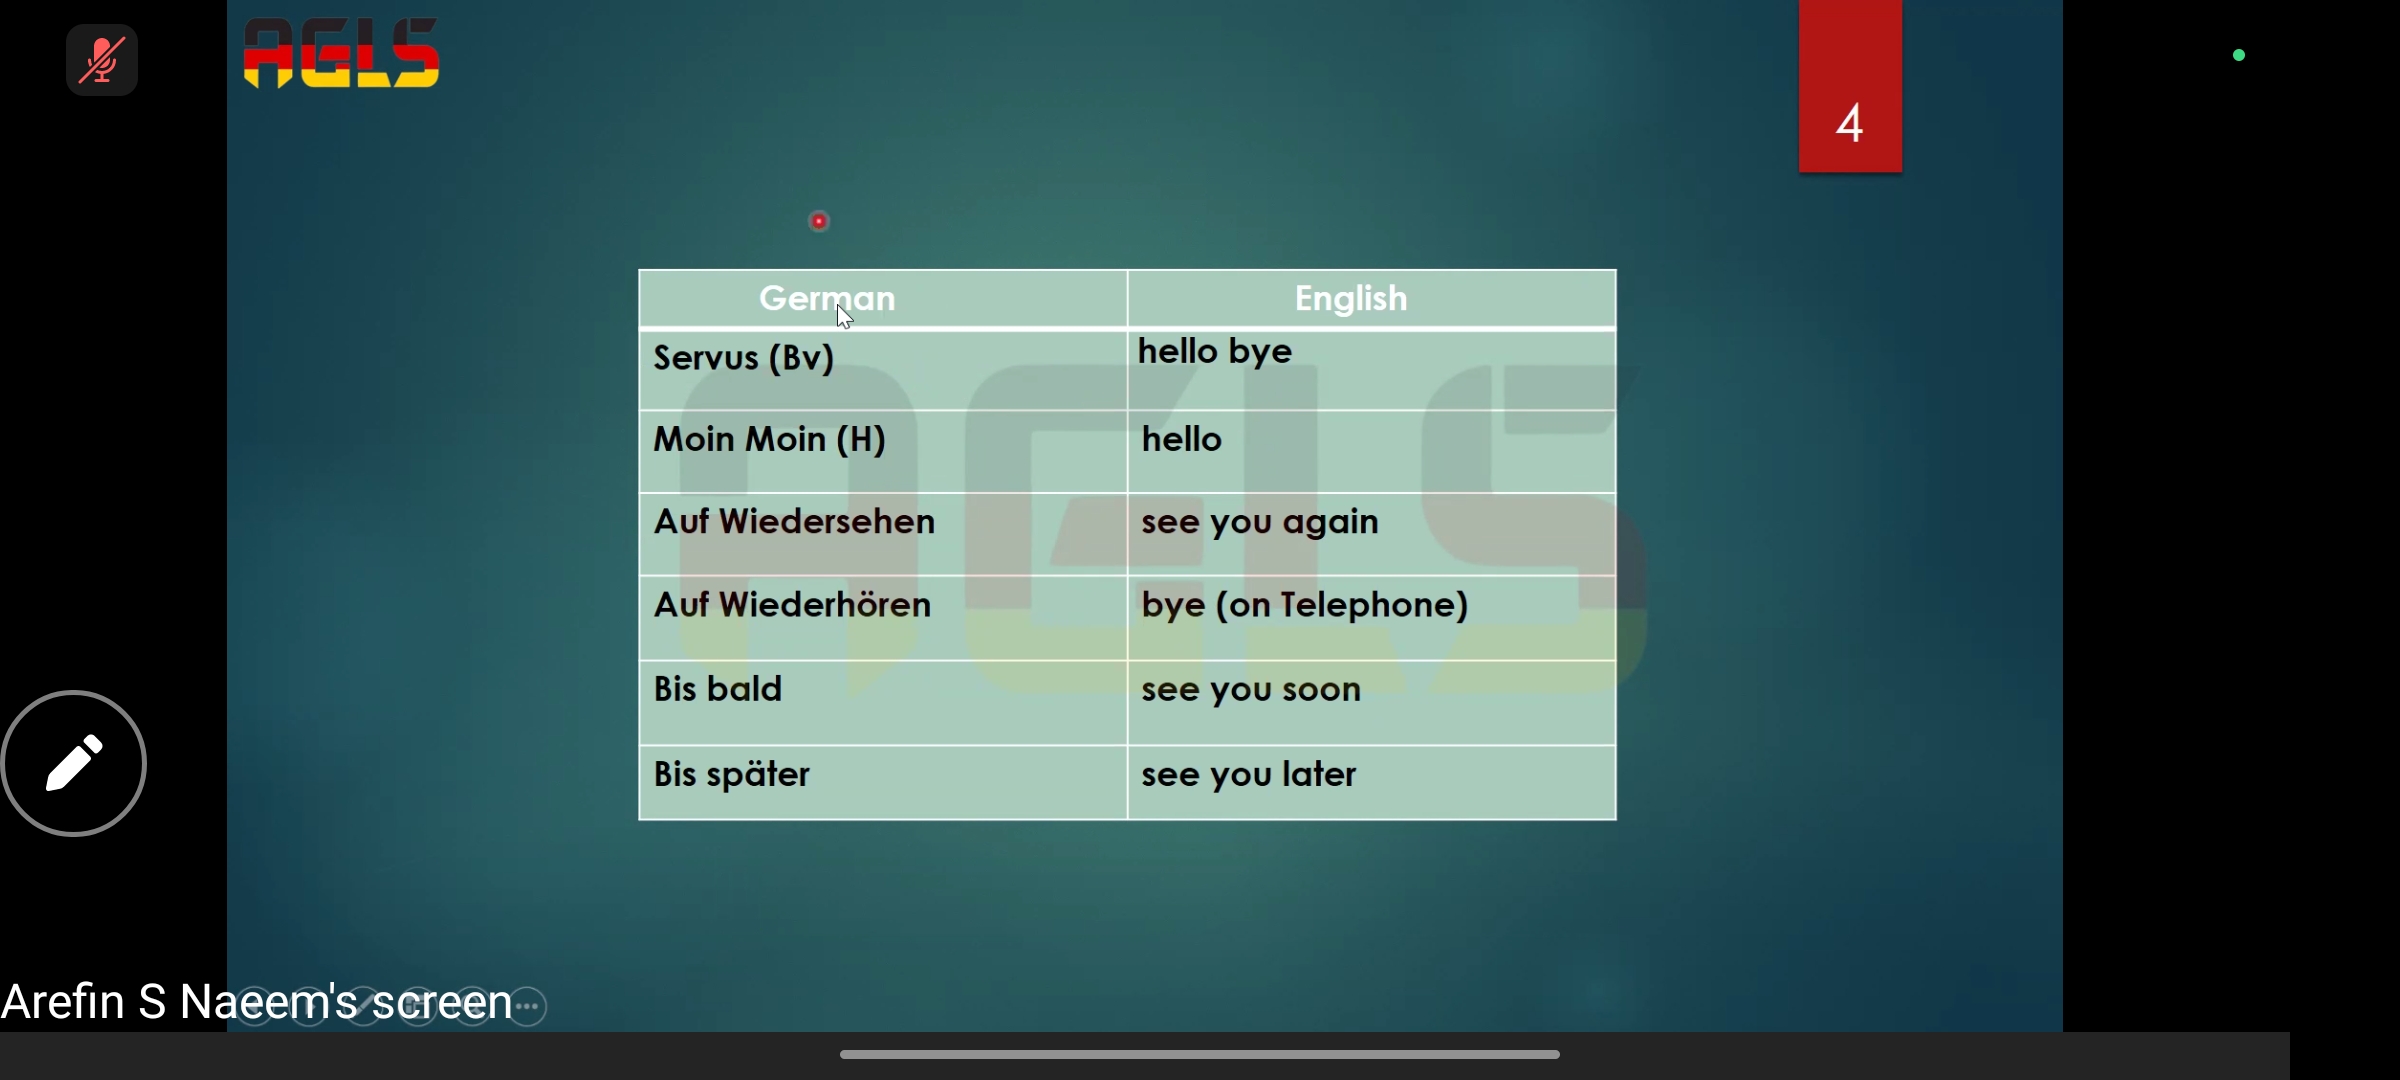 AGLS
4
German English
Servus (Bv) hello bye
Moin Moin (H) hello
Auf Wiedersehen see you again
Auf Wiederhören bye (on Telephone)
Bis bald see you soon
Bis später see you later
Arefin S Naeem's screen